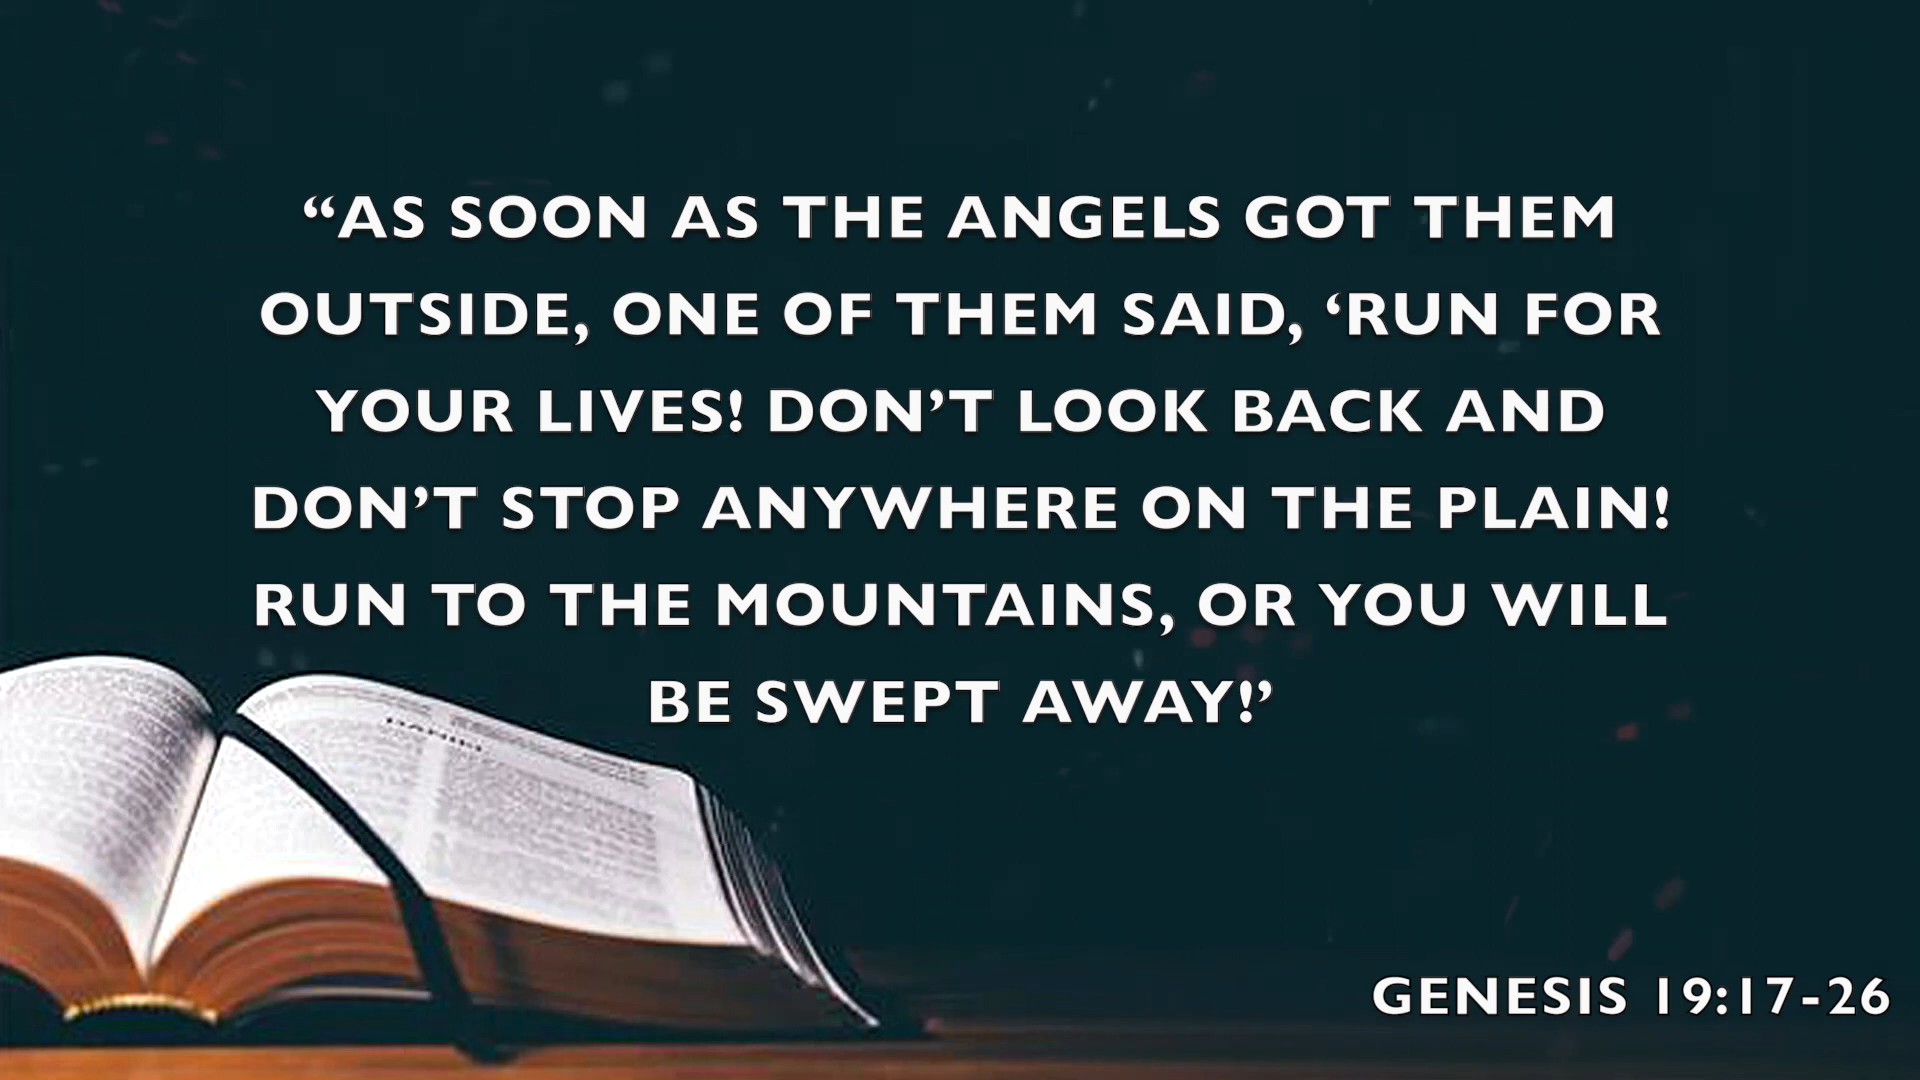 “AS SOON AS THE ANGELS GOT THEM
OUTSIDE, ONE OF THEM SAID, ‘RUN FOR
YOUR LIVES! DON’T LOOK BACK AND
DON’T STOP ANYWHERE ON THE PLAIN!
RUN TO THE MOUNTAINS, OR YOU WILL
BE SWEPT AWAY!’
DANIEL
GENESIS 19:17-26